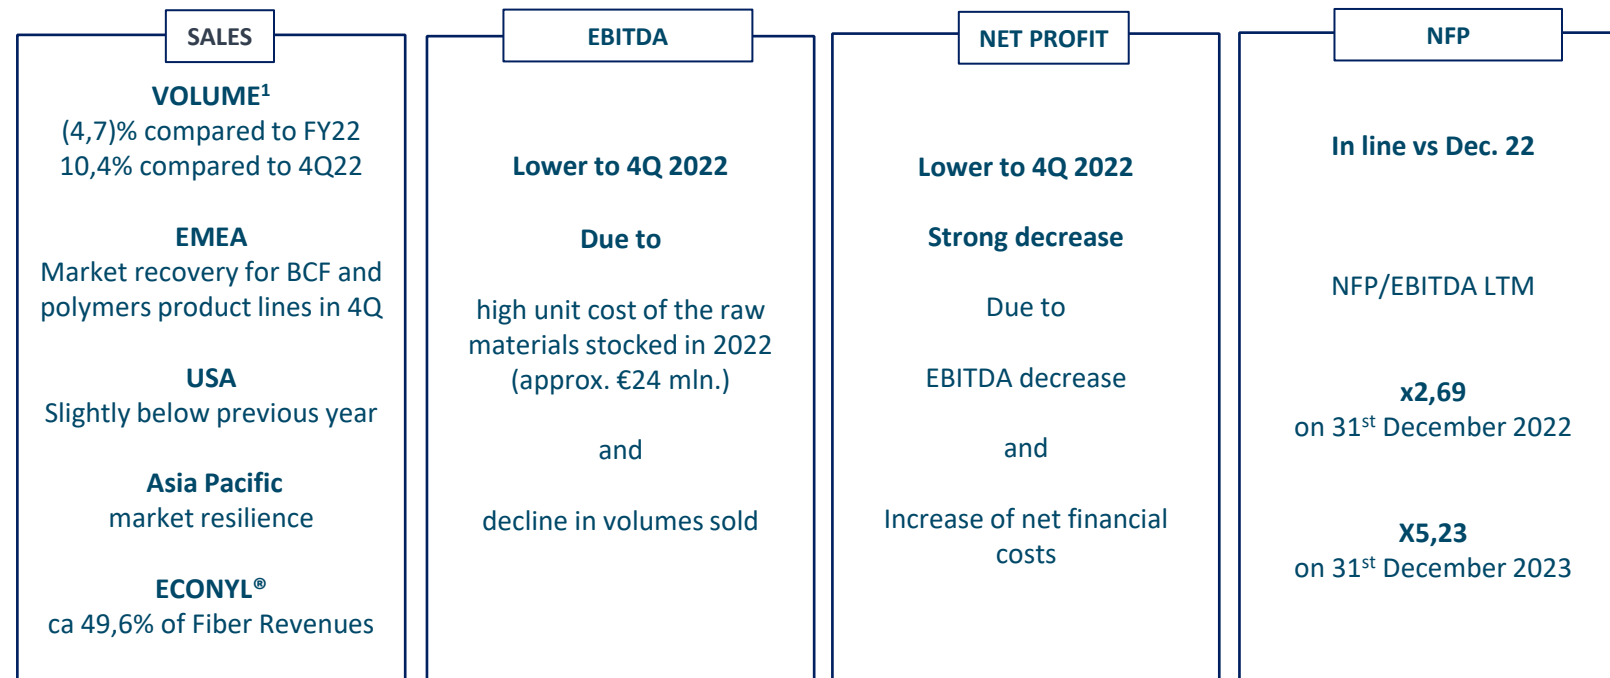 SALES
VOLUME¹
(4,7)% compared to FY22
10,4% compared to 4Q22
EMEA
Market recovery for BCF and
polymers product lines in 4Q
USA
Slightly below previous year
Asia Pacific
market resilience
ECONYL®
ca 49,6% of Fiber Revenues
EBITDA
Lower to 4Q 2022
Due to
high unit cost of the raw
materials stocked in 2022
(approx. €24 mln.)
and
decline in volumes sold
NET PROFIT
Lower to 4Q 2022
Strong decrease
Due to
EBITDA decrease
and
Increase of net financial
costs
NFP
In line vs Dec. 22
NFP/EBITDA LTM
x2,69
on 31st December 2022
X5,23
on 31st December 2023